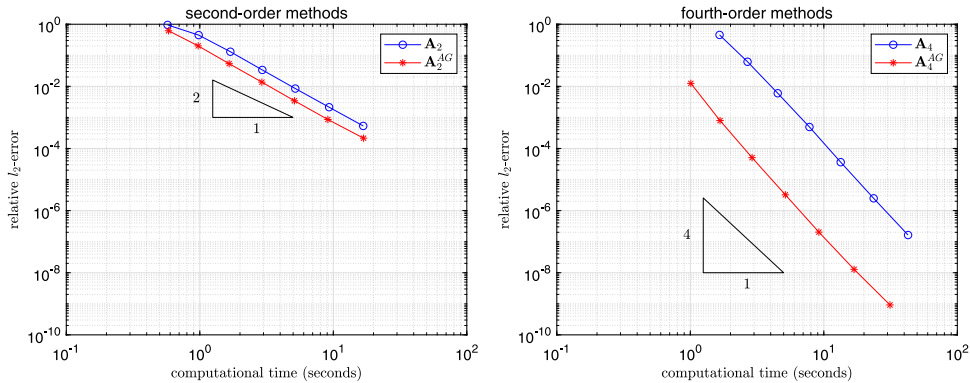 second-order methods
10^0
10^-2
10^-4
10^-6
10^-8
10^-10
relative l_2-error
A_2
A_2^{AG}
2
1
10^-1
10^0
10^1
10^2
computational time (seconds)
fourth-order methods
10^0
10^-2
10^-4
10^-6
10^-8
10^-10
relative l_2-error
A_4
A_4^{AG}
4
1
10^-1
10^0
10^1
10^2
computational time (seconds)